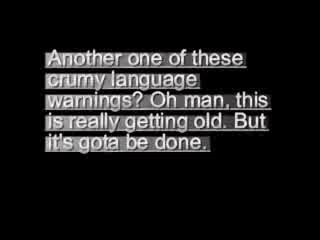 Another one of these
crumy language
warnings? Oh man, this
is really getting old. But
it's gota be done.